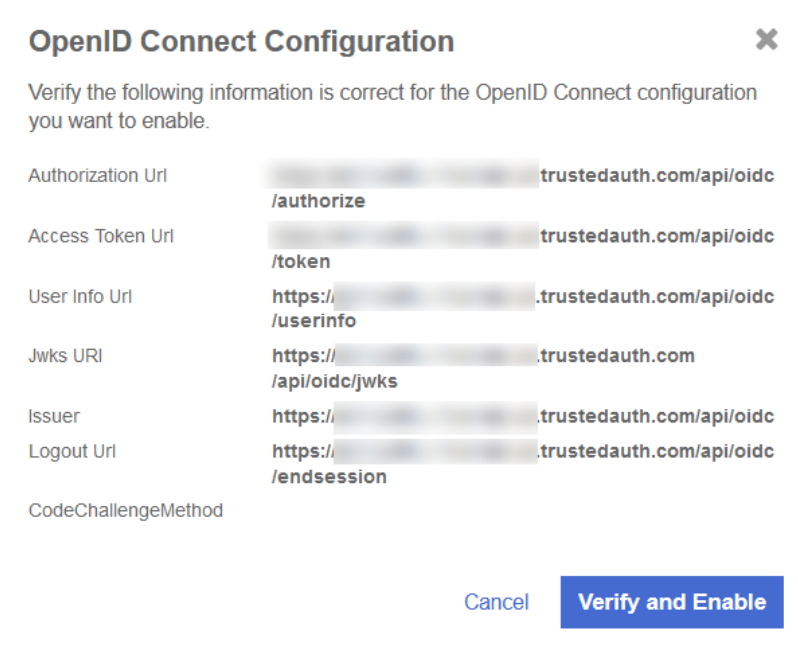 OpenID Connect Configuration
Verify the following information is correct for the OpenID Connect configuration
you want to enable.
Authorization Url trustedauth.com/api/oidc
/authorize
Access Token Url trustedauth.com/api/oidc
/token
User Info Url https:// .trustedauth.com/api/oidc
/userinfo
Jwks URI https:// .trustedauth.com
/api/oidc/jwks
Issuer https:// .trustedauth.com/api/oidc
Logout Url https:// .trustedauth.com/api/oidc
/endsession
CodeChallengeMethod
Cancel Verify and Enable